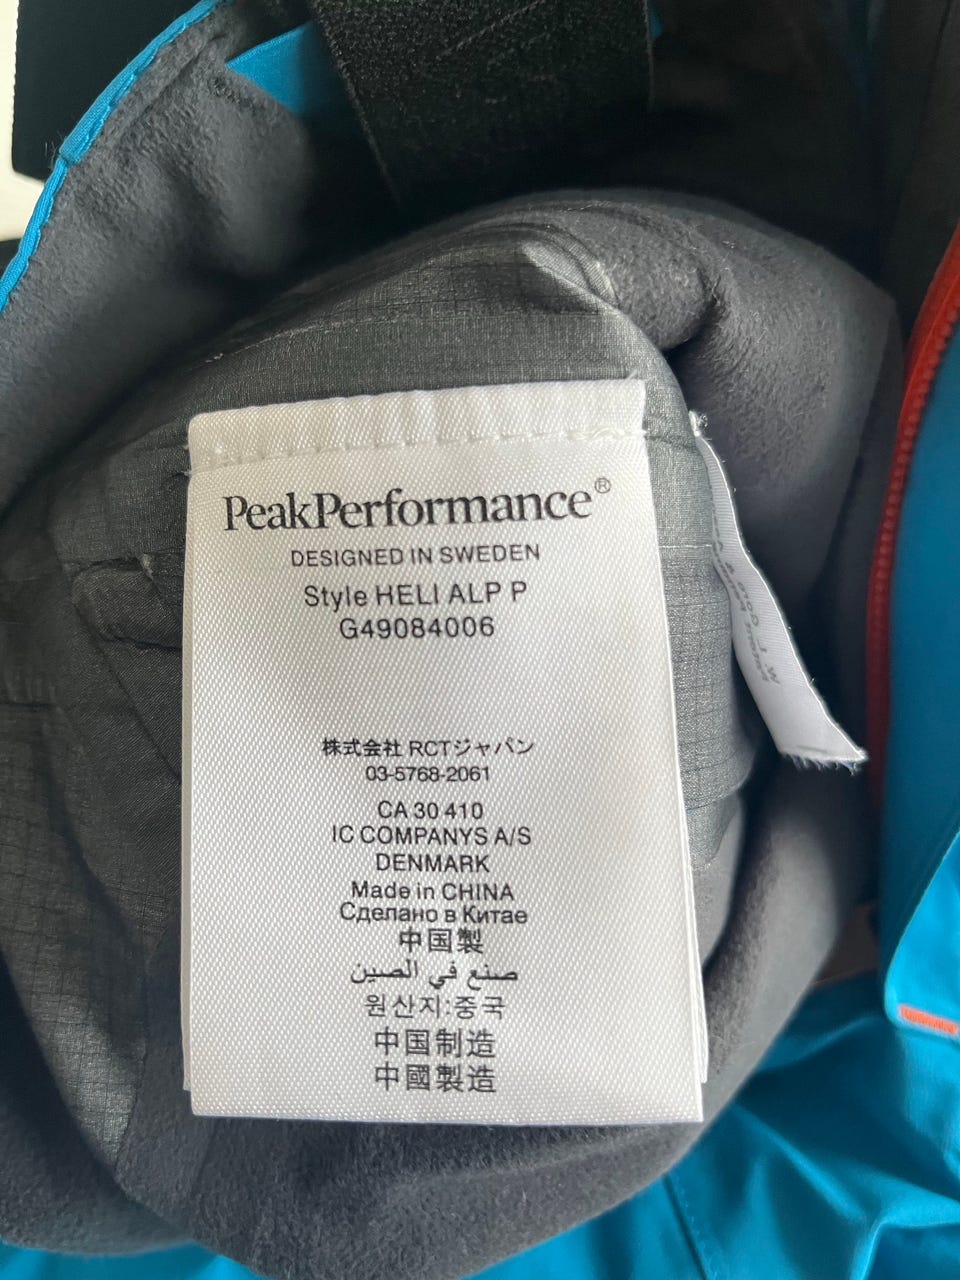 PeakPerformance®
DESIGNED IN SWEDEN
Style HELI ALP P
G49084006
株式会社 RCTジャパン
03-5768-2061
CA 30 410
IC COMPANYS A/S
DENMARK
Made in CHINA
Сделано в Китае
中国製
صنع في الصين
원산지:중국
中国制造
中國製造